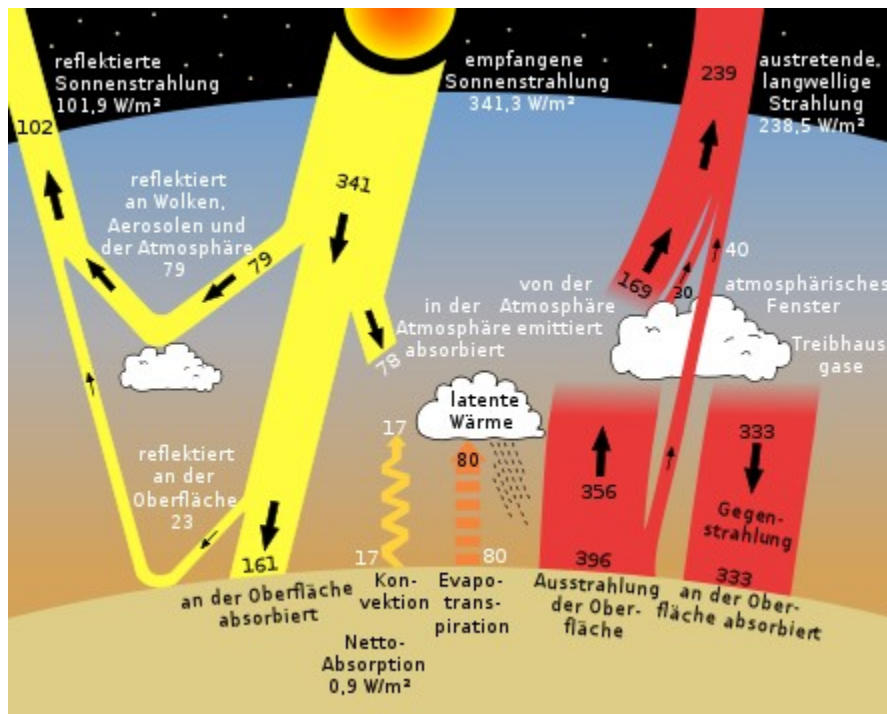 reflektierte
Sonnenstrahlung
101,9 W/m²
102
empfangene
Sonnenstrahlung
341,3 W/m²
239
austretende,
langwellige
Strahlung
238,5 W/m²
reflektiert
an Wolken,
Aerosolen und
der Atmosphäre
79
79
341
in der
Atmosphäre
absorbiert
78
von der
Atmosphäre
emittiert
169
30
40
atmosphärisches
Fenster
Treibhaus
gase
latente
Wärme
reflektiert
an der
Oberfläche
23
161
an der Oberfläche
absorbiert
17
17
Kon-
vektion
80
80
Evapo-
trans-
piration
356
396
Ausstrahlung
der Ober-
fläche
333
Gegen-
strahlung
333
an der Ober-
fläche absorbiert
Netto-
Absorption
0,9 W/m²